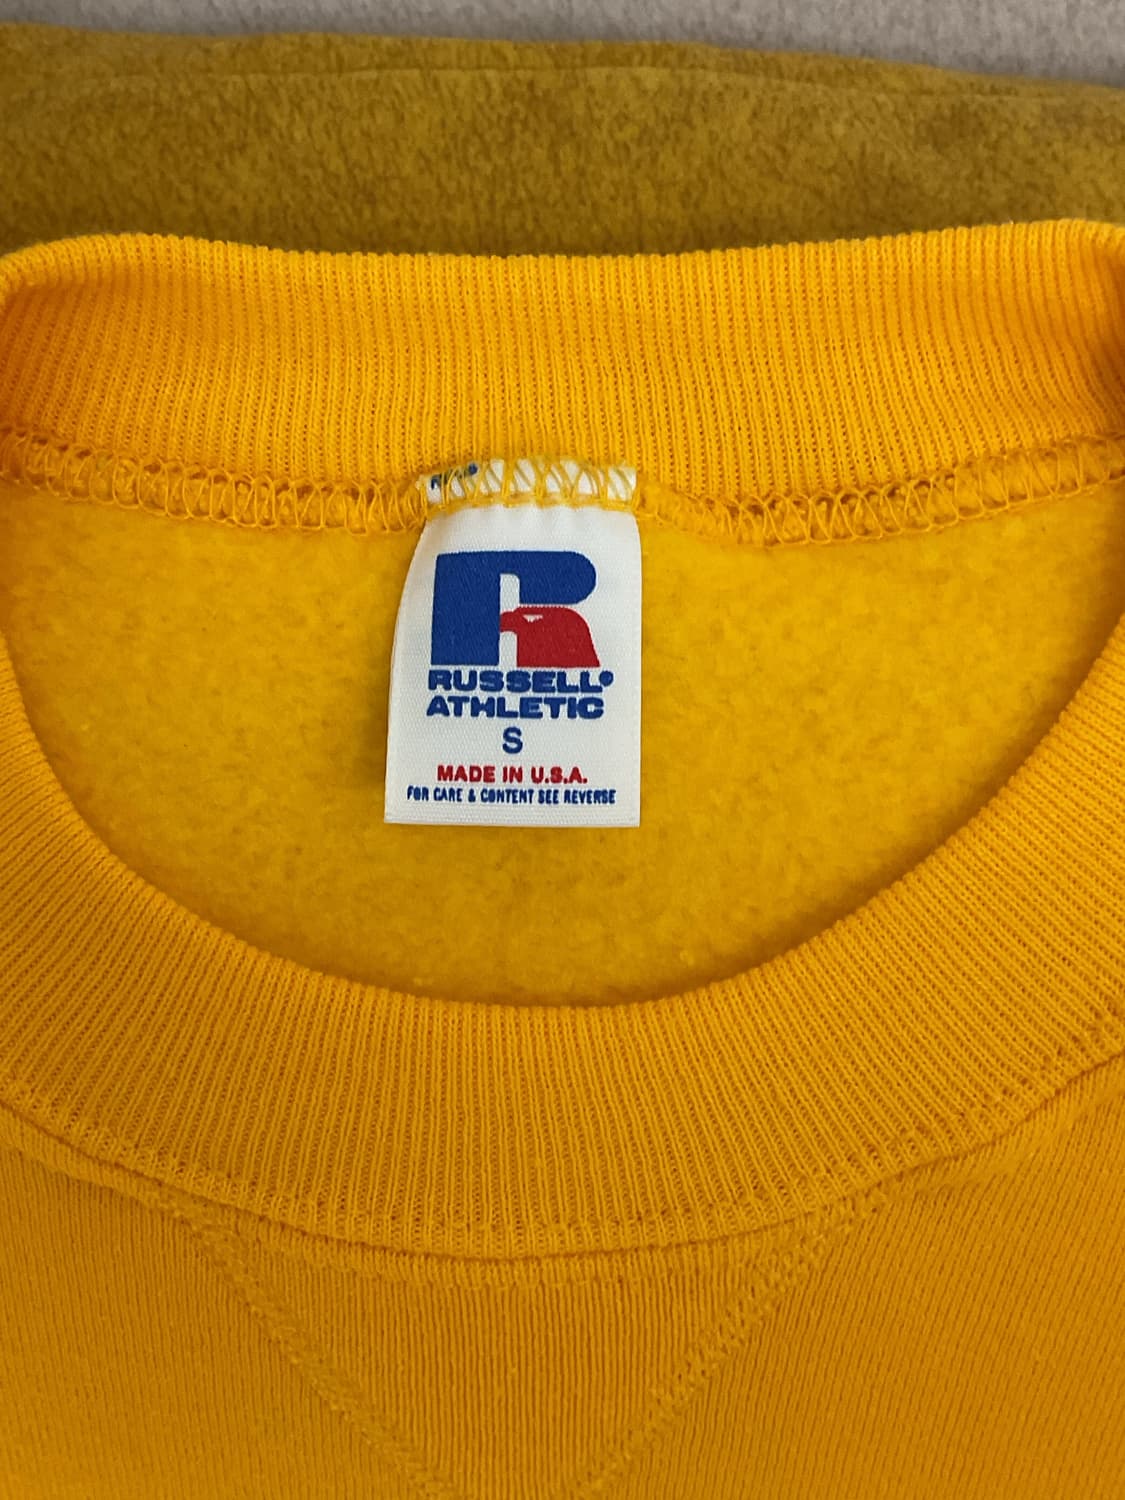 R
RUSSELL®
ATHLETIC
S
MADE IN U.S.A.
FOR CARE & CONTENT SEE REVERSE